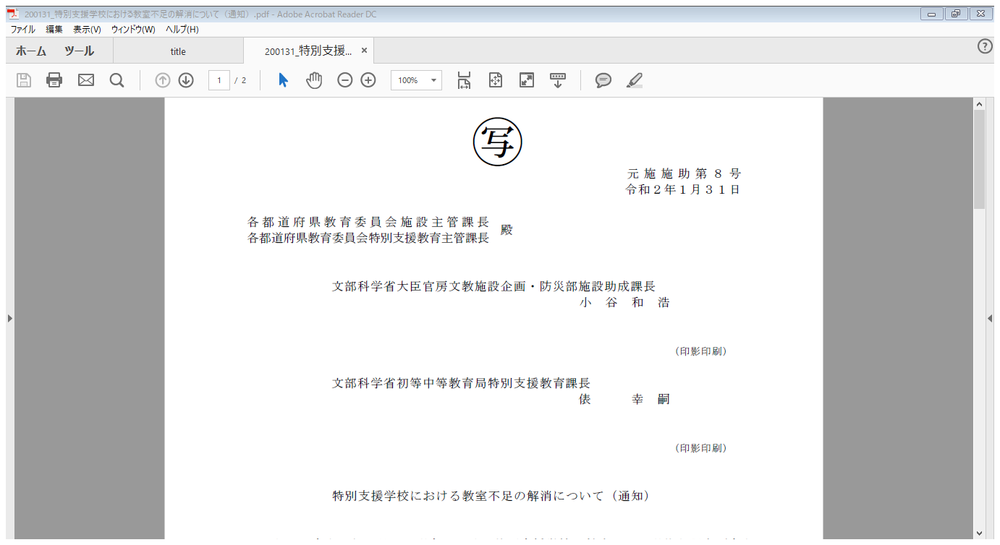 200131_特別支援学校における教室不足の解消について（通知）.pdf - Adobe Acrobat Reader DC
ファイル 編集 表示(V) ウィンドウ(W) ヘルプ(H)
ホーム ツール title 200131_特別支援... ×
1 / 2 100%
写
元施施助第８号
令和２年１月３１日
各都道府県教育委員会施設主管課長
各都道府県教育委員会特別支援教育主管課長
殿
文部科学省大臣官房文教施設企画・防災部施設助成課長
小 谷 和 浩
（印影印刷）
文部科学省初等中等教育局特別支援教育課長
俵 幸 嗣
（印影印刷）
特別支援学校における教室不足の解消について（通知）